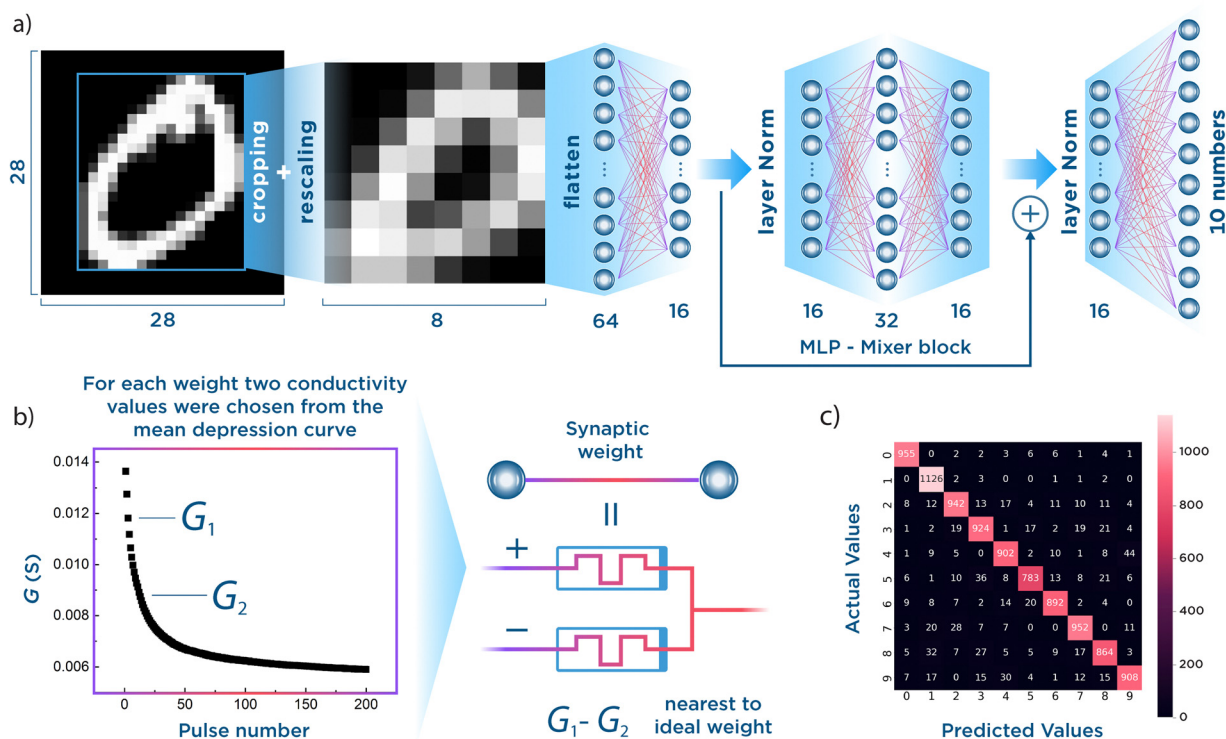 a)
28
28
cropping
+
rescaling
8
flatten
64
16
layer Norm
16
32
16
MLP - Mixer block
+
layer Norm
16
10 numbers
b)
For each weight two conductivity
values were chosen from the
mean depression curve
G (S)
0.014
0.012
0.010
0.008
0.006
G₁
G₂
0 50 100 150 200
Pulse number
Synaptic
weight
=
+
−
G₁- G₂
nearest to
ideal weight
c)
Actual Values
0 955 0 2 2 3 6 6 1 4 1
1 0 1126 2 3 0 0 1 1 2 0
2 8 12 942 13 17 4 11 10 11 4
3 1 2 19 924 1 17 2 19 21 4
4 1 9 5 0 902 2 10 1 8 44
5 6 1 10 36 8 783 13 8 21 6
6 9 8 7 2 14 20 892 2 4 0
7 3 20 28 7 7 0 0 952 0 11
8 5 32 7 27 5 5 9 17 864 3
9 7 17 0 15 30 4 1 12 15 908
0 1 2 3 4 5 6 7 8 9
Predicted Values
1000
800
600
400
200
0